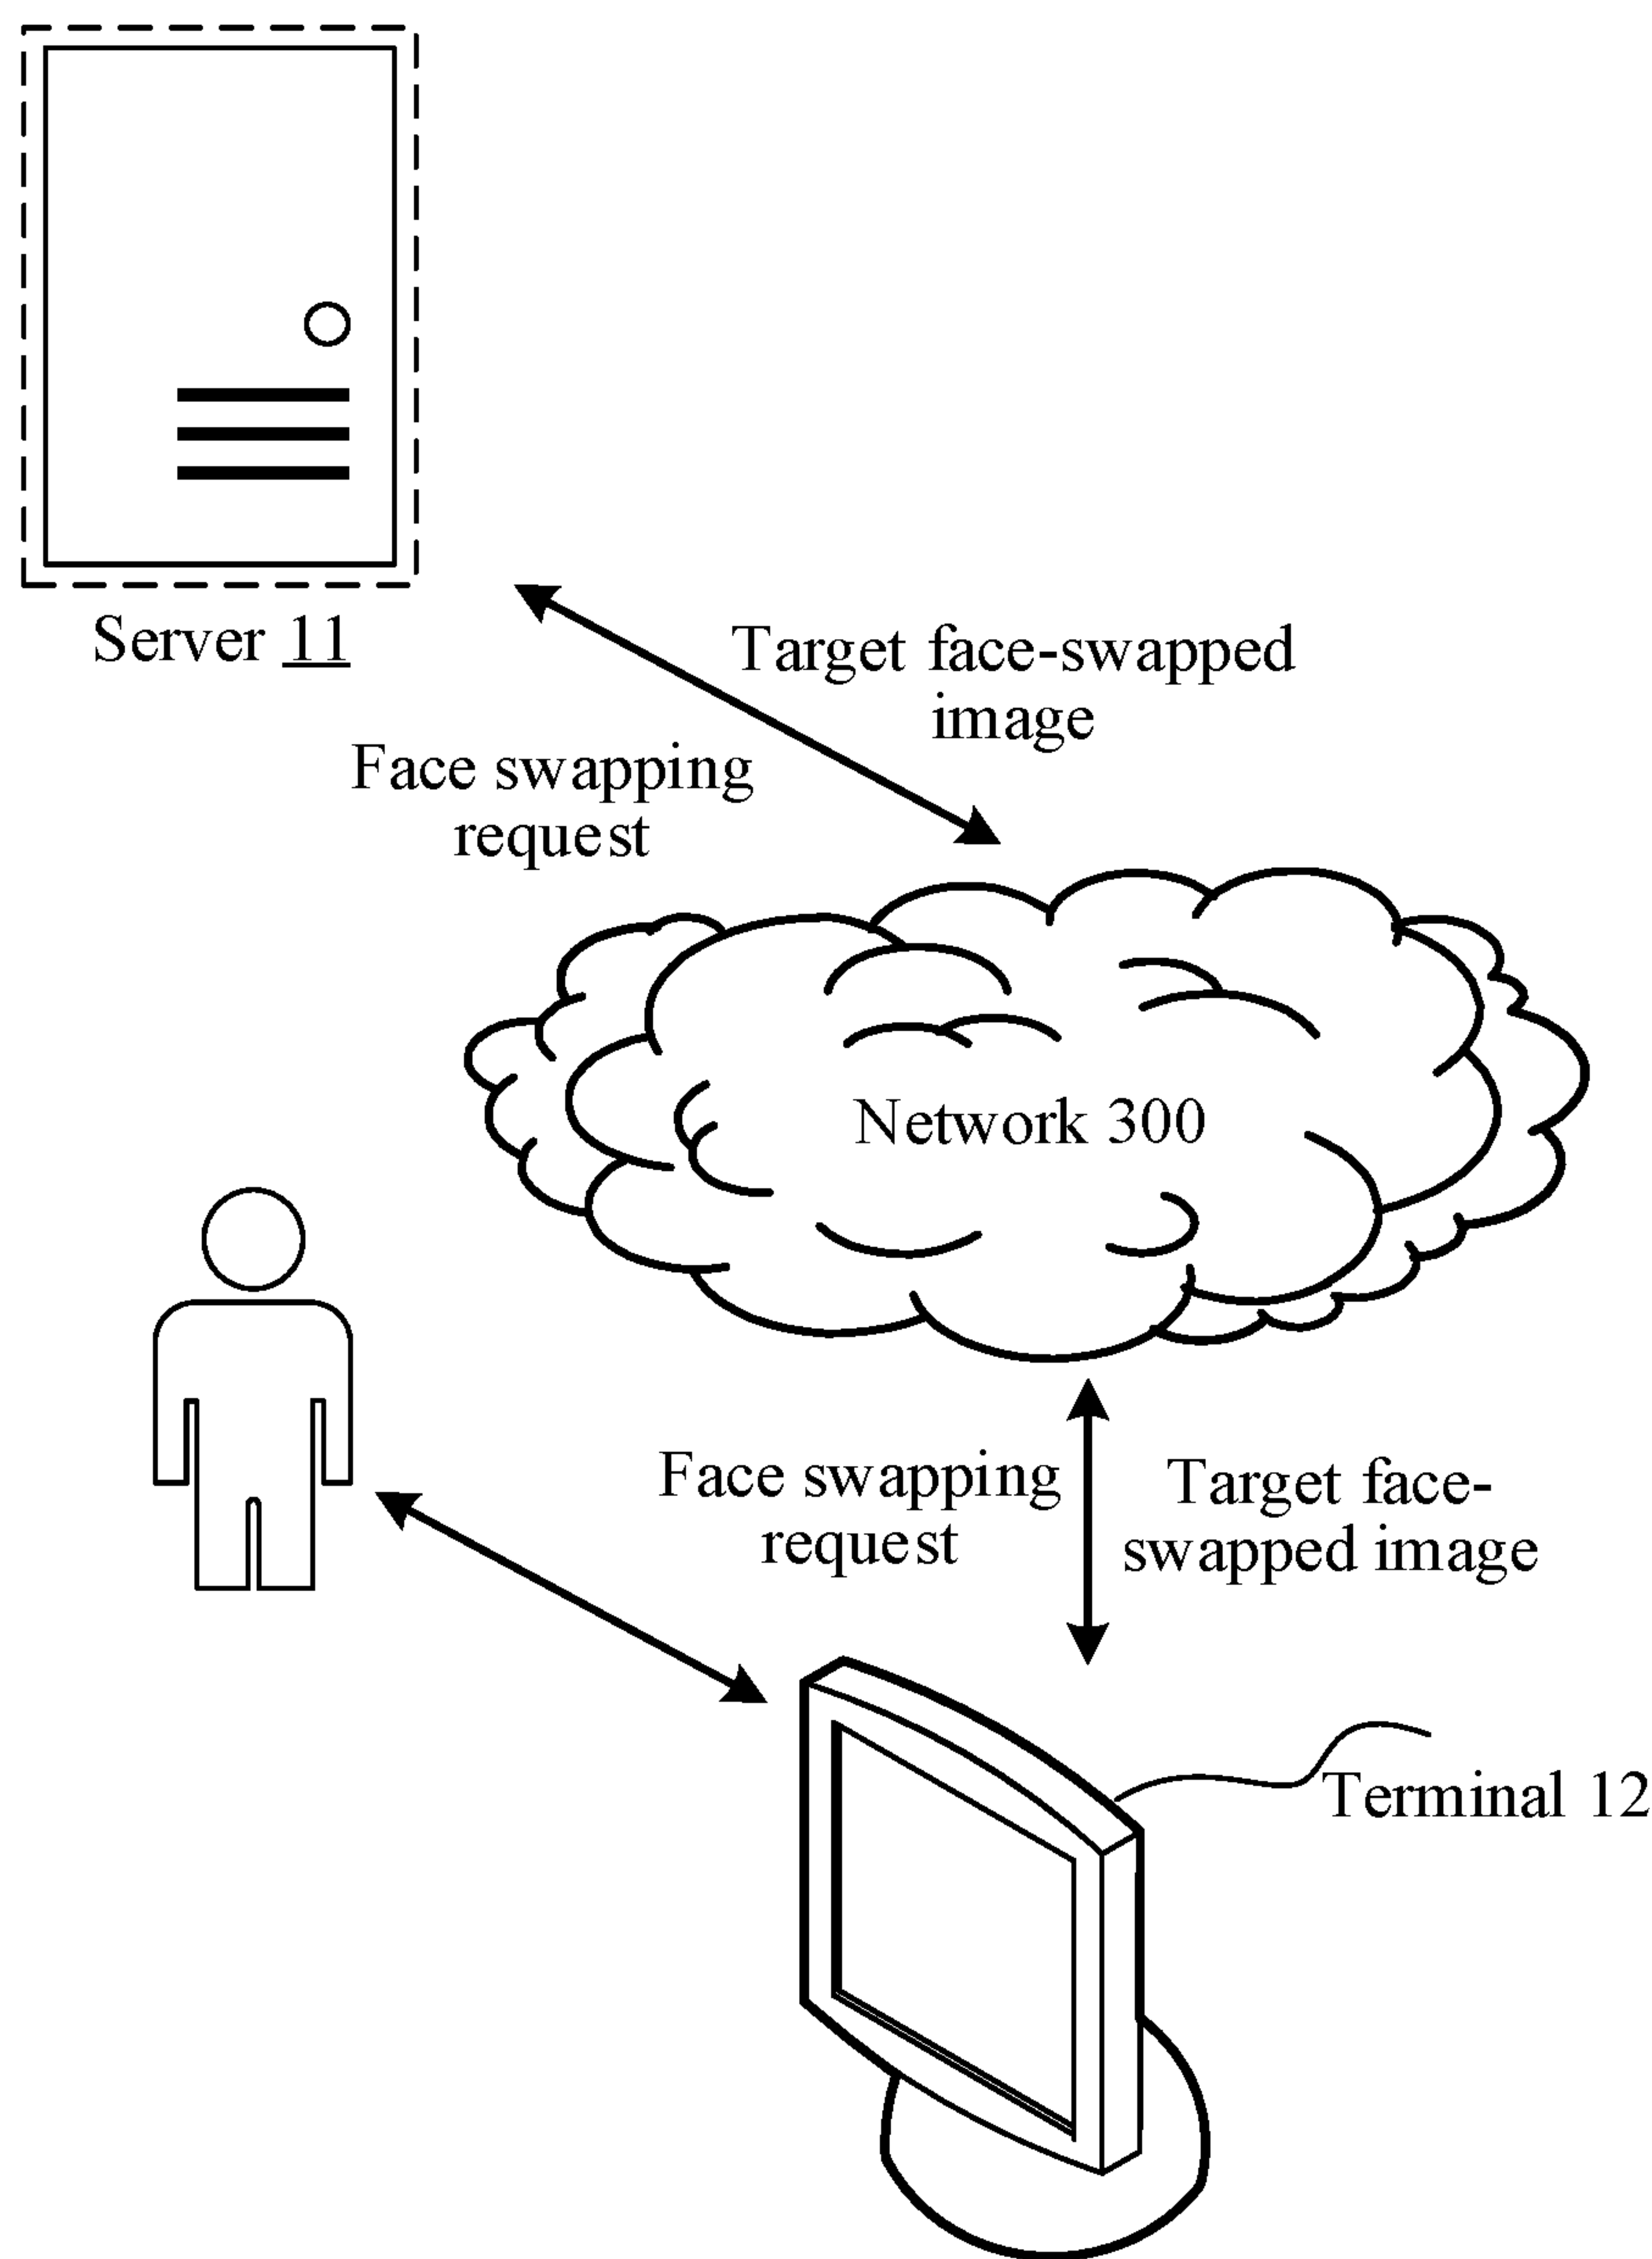 Server 11
Target face-swapped
image
Face swapping
request
Network 300
Face swapping
request
Target face-
swapped image
Terminal 12